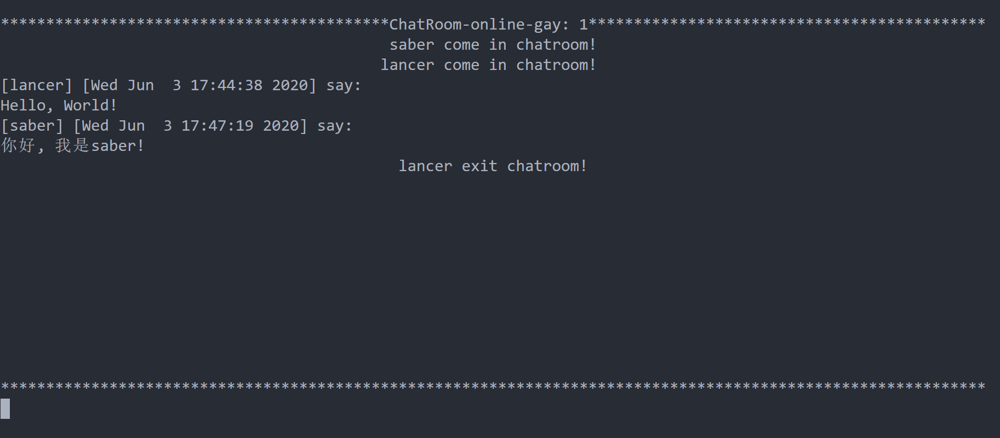 *******************************************ChatRoom-online-gay: 1********************************************
saber come in chatroom!
lancer come in chatroom!
[lancer] [Wed Jun  3 17:44:38 2020] say:
Hello, World!
[saber] [Wed Jun  3 17:47:19 2020] say:
你好, 我是saber!
lancer exit chatroom!
*************************************************************************************************************